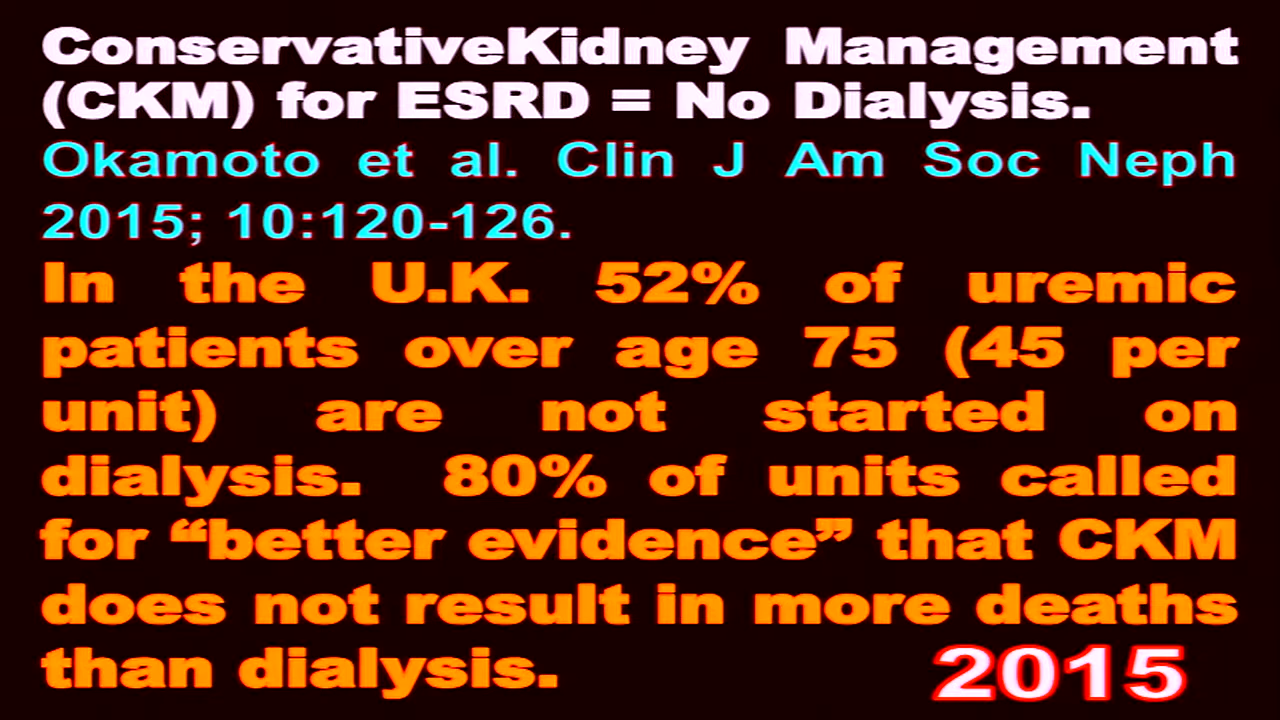 ConservativeKidney Management
(CKM) for ESRD = No Dialysis.
Okamoto et al. Clin J Am Soc Neph
2015; 10:120-126.
In the U.K. 52% of uremic
patients over age 75 (45 per
unit) are not started on
dialysis. 80% of units called
for “better evidence” that CKM
does not result in more deaths
than dialysis.
2015